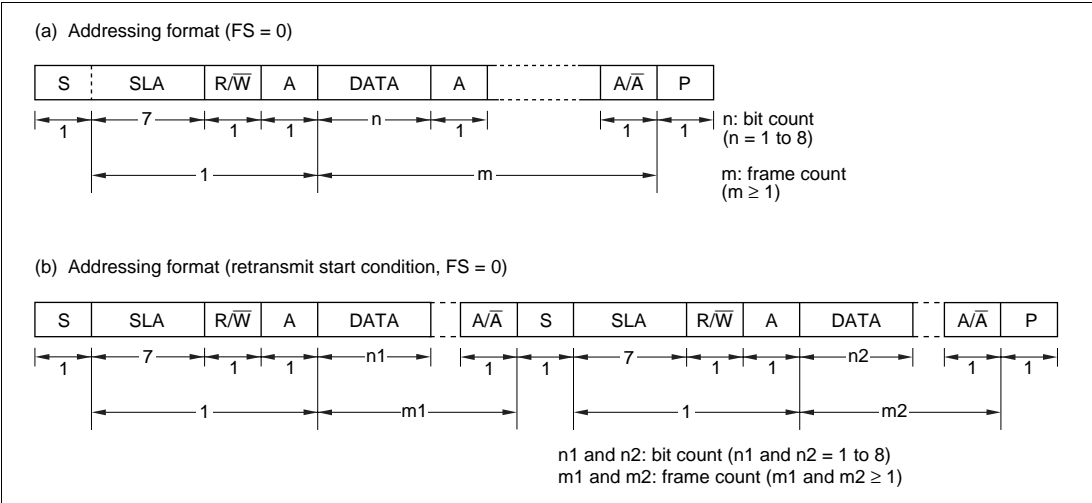 (a) Addressing format (FS = 0)
S SLA R/W̅ A DATA A A/A̅ P
1 7 1 1 n 1 1 1
n: bit count
(n = 1 to 8)
1 m
m: frame count
(m ≥ 1)
(b) Addressing format (retransmit start condition, FS = 0)
S SLA R/W̅ A DATA A/A̅ S SLA R/W̅ A DATA A/A̅ P
1 7 1 1 n1 1 1 7 1 1 n2 1 1
1 m1 1 m2
n1 and n2: bit count (n1 and n2 = 1 to 8)
m1 and m2: frame count (m1 and m2 ≥ 1)